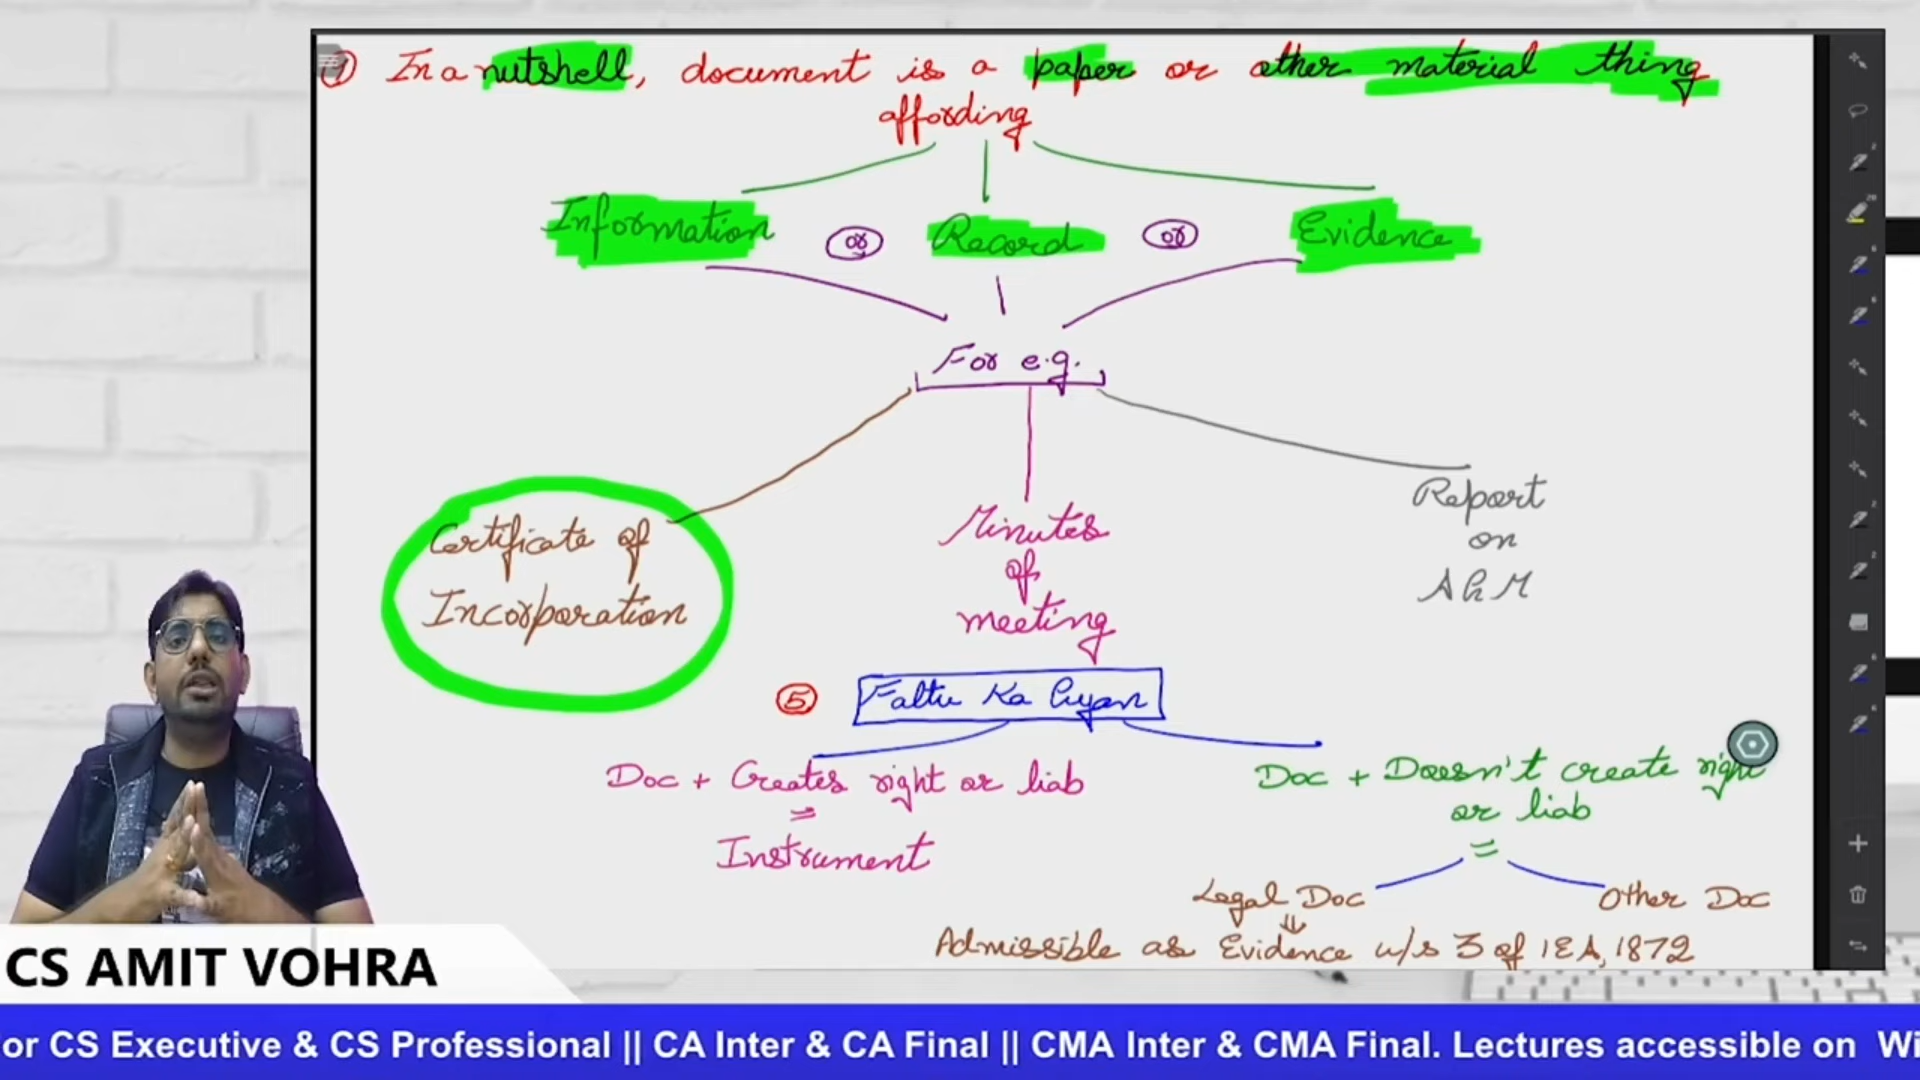 In a nutshell, document is a paper or other material thing
affording
Information or Record or Evidence
For e.g.
Certificate of
Incorporation
Minutes
of
meeting
Report
on
AGM
5 Faltu Ka Gyan
Doc + Creates right or liab
=
Instrument
Doc + Doesn't create right
or liab
=
Legal Doc
Other Doc
Admissible as Evidence u/s 3 of IEA, 1872
CS AMIT VOHRA
or CS Executive & CS Professional || CA Inter & CA Final || CMA Inter & CMA Final. Lectures accessible on Wi